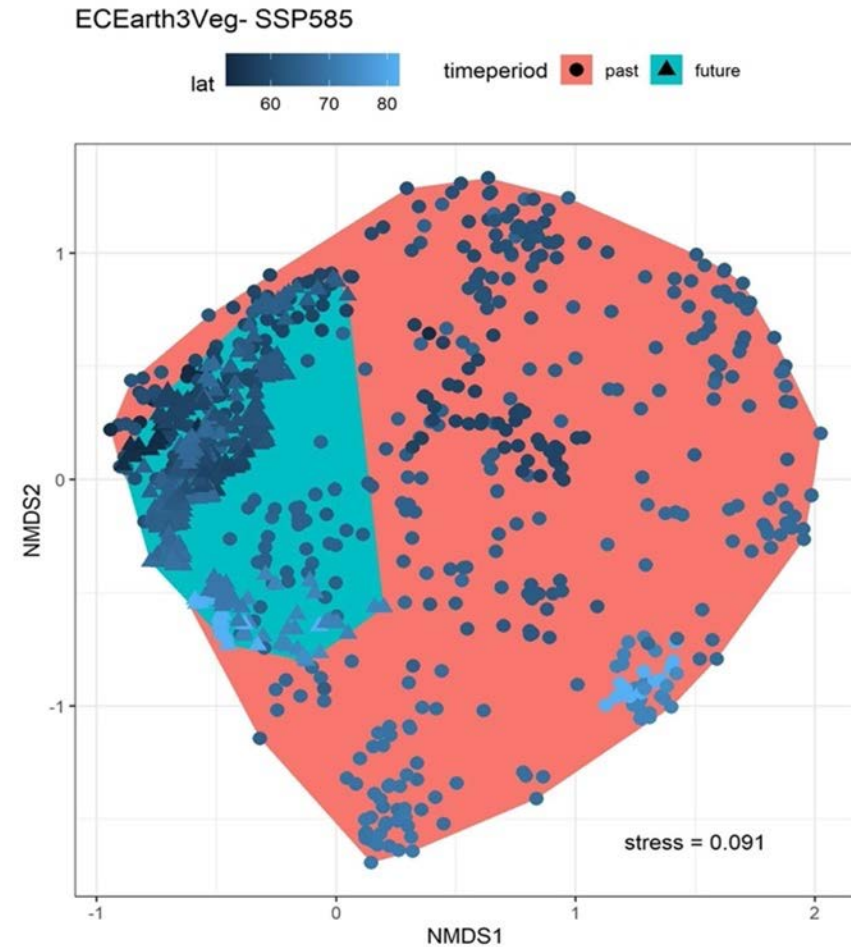 ECEarth3Veg- SSP585
lat
60 70 80
timeperiod past future
1
0
-1
NMDS2
stress = 0.091
-1 0 1 2
NMDS1